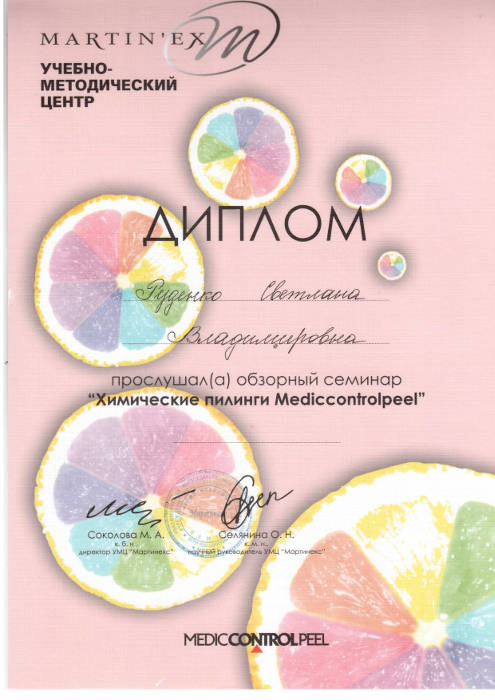 MARTIN'EX
УЧЕБНО-
МЕТОДИЧЕСКИЙ
ЦЕНТР
ДИПЛОМ
Руденко Светлана
Владимировна
прослушал(а) обзорный семинар
"Химические пилинги Mediccontrolpeel"
Соколова М. А.
к. б. н.
директор УМЦ "Мартинекс"
Селянина О. Н.
к. м. н.
научный руководитель УМЦ "Мартинекс"
MEDICCONTROLPEEL